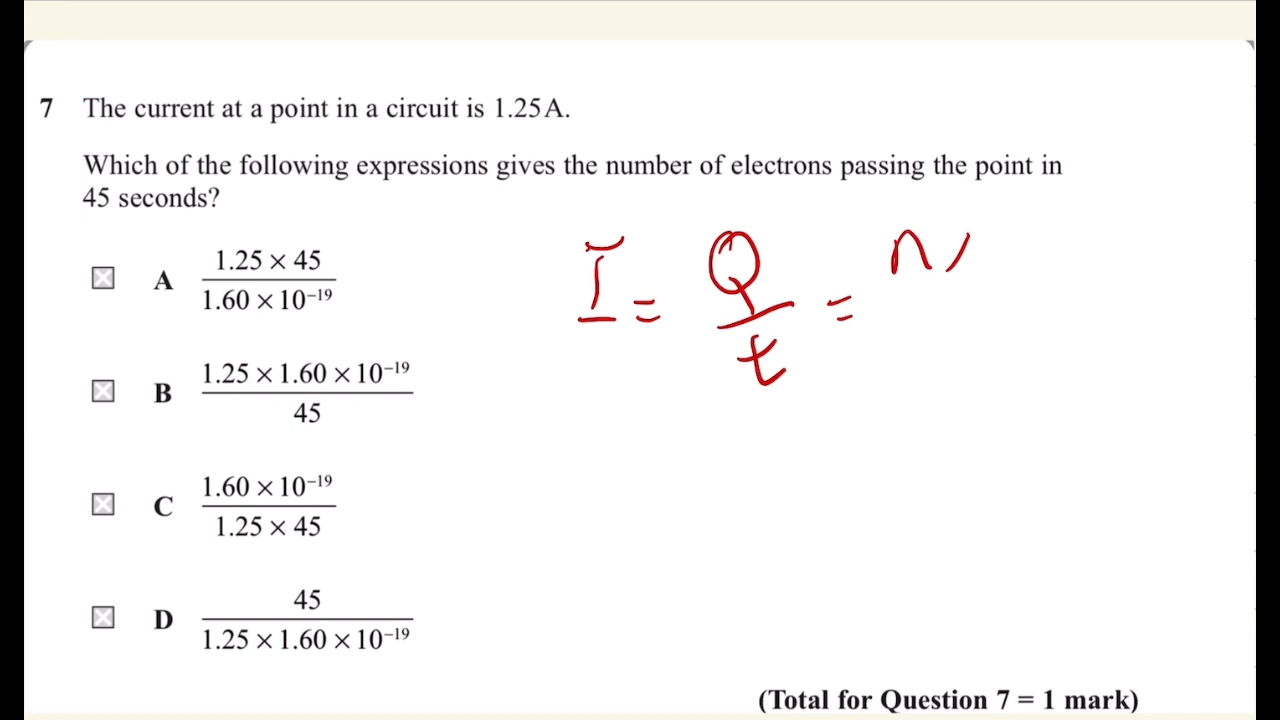 7 The current at a point in a circuit is 1.25 A.
Which of the following expressions gives the number of electrons passing the point in
45 seconds?
A (1.25 × 45) / (1.60 × 10⁻¹⁹)
B (1.25 × 1.60 × 10⁻¹⁹) / 45
C (1.60 × 10⁻¹⁹) / (1.25 × 45)
D 45 / (1.25 × 1.60 × 10⁻¹⁹)
I = Q / t = n
(Total for Question 7 = 1 mark)